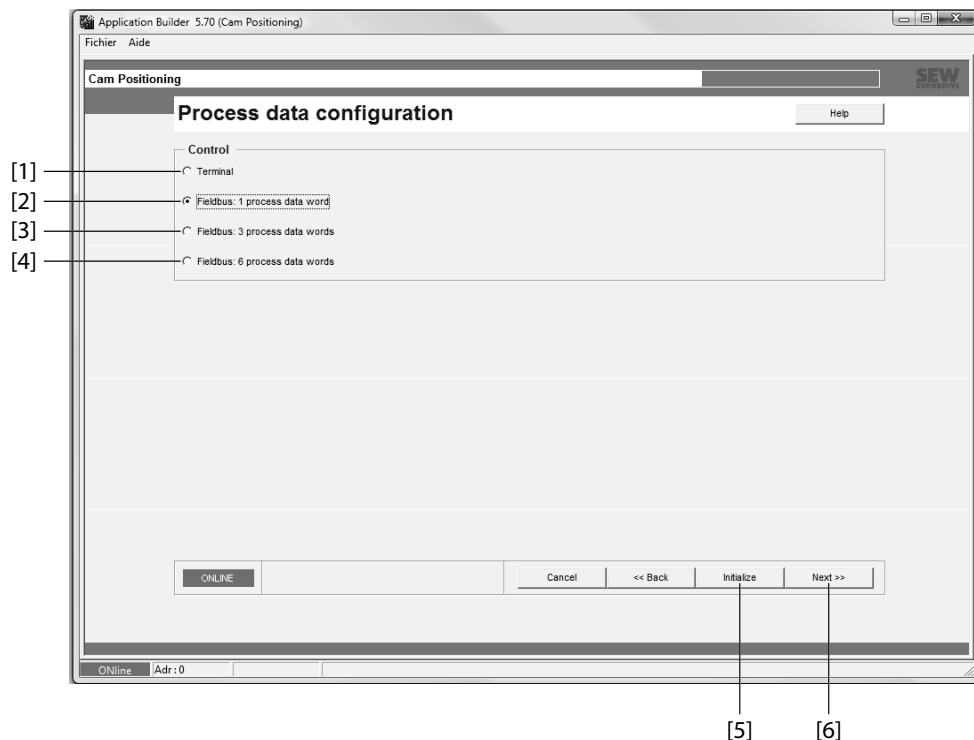 Application Builder 5.70 (Cam Positioning)
Fichier Aide
Cam Positioning
SEW
EURODRIVE
Process data configuration
Help
Control
[1]
Terminal
[2]
Fieldbus: 1 process data word
[3]
Fieldbus: 3 process data words
[4]
Fieldbus: 6 process data words
ONLINE
Cancel
<< Back
Initialize
Next >>
ONline
Adr : 0
[5]
[6]